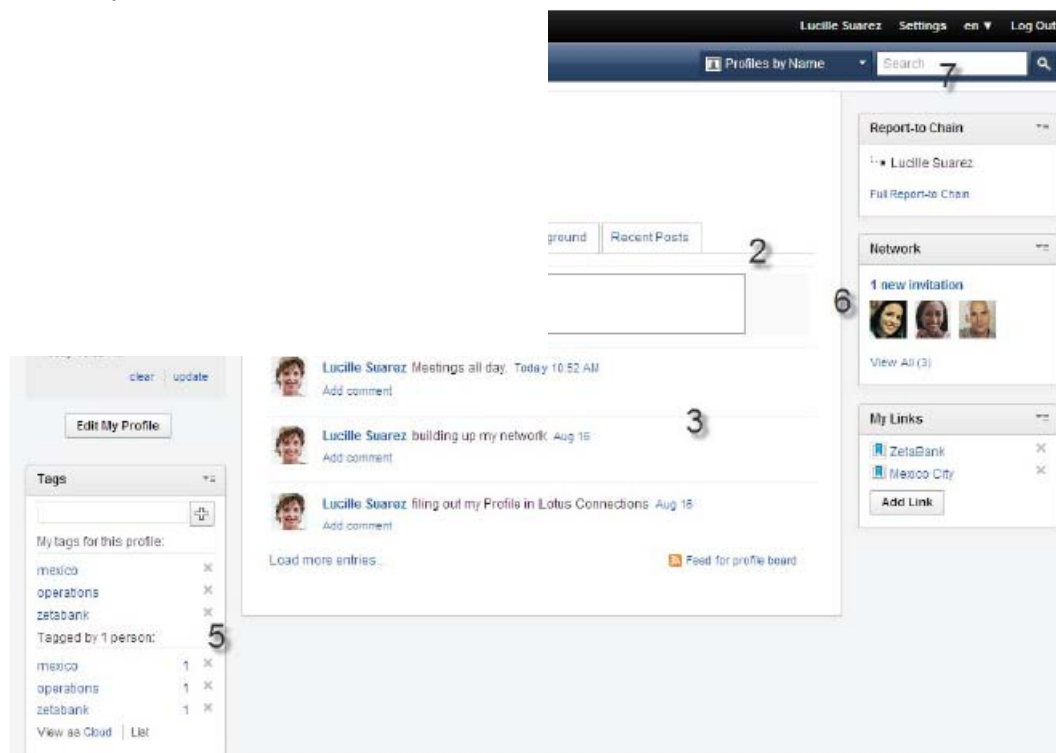 Lucille Suarez Settings en ▼ Log Out
Profiles by Name Search
7
Report-to Chain
Lucille Suarez
Full Report-to Chain
ground Recent Posts
2
Network
1 new invitation
6
View All (3)
clear update
Edit My Profile
Lucille Suarez Meetings all day. Today 10:52 AM
Add comment
Lucille Suarez building up my network Aug 16
Add comment
3
Lucille Suarez filing out my Profile in Lotus Connections Aug 16
Add comment
Load more entries...
Feed for profile board
My Links
ZetaBank
Mexico City
Add Link
Tags
My tags for this profile:
mexico
operations
zetabank
Tagged by 1 person:
5
mexico 1
operations 1
zetabank 1
View as Cloud | List